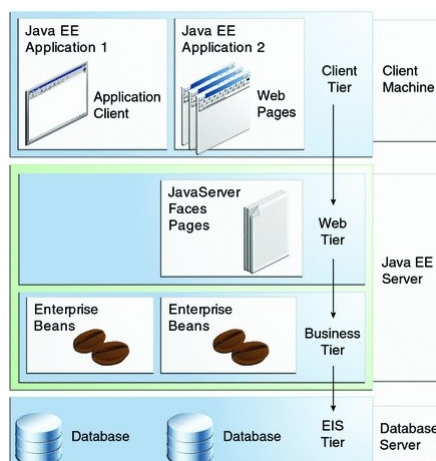 Java EE
Application 1
Java EE
Application 2
Application
Client
Web
Pages
Client
Tier
Client
Machine
JavaServer
Faces
Pages
Web
Tier
Java EE
Server
Enterprise
Beans
Enterprise
Beans
Business
Tier
Database
Database
EIS
Tier
Database
Server